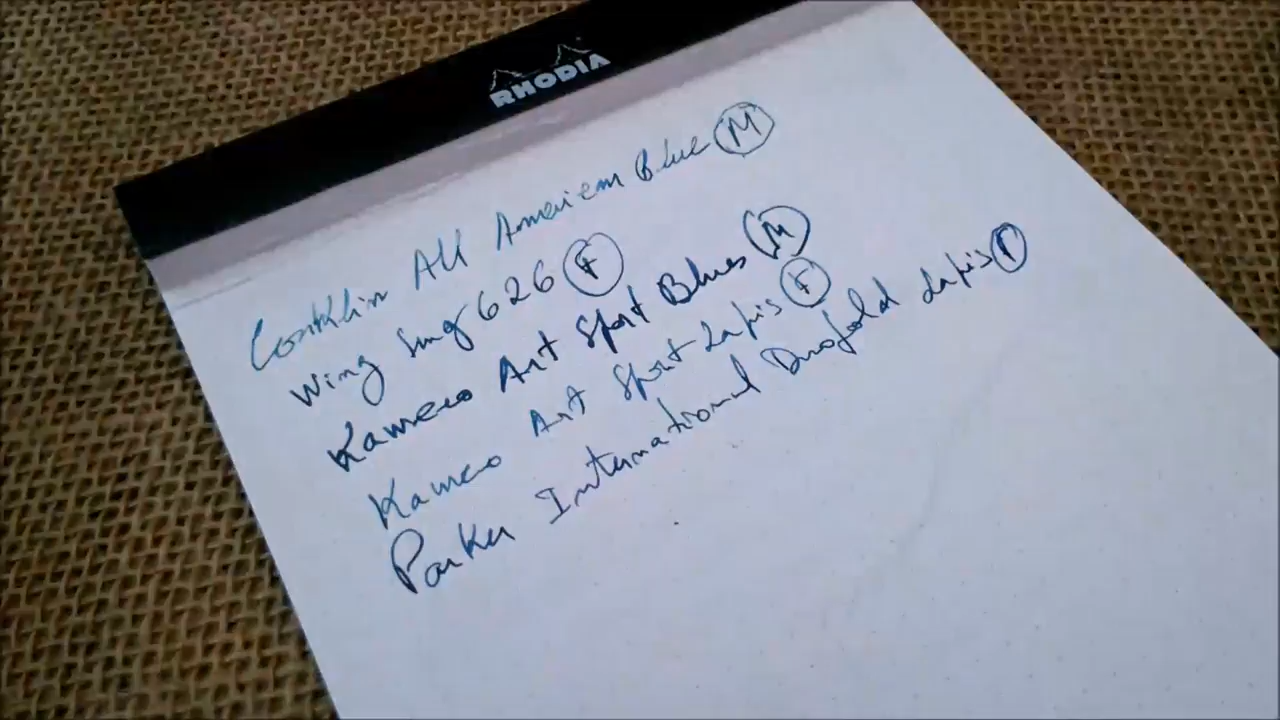 RHODIA
Conklin All American Blue M
Wing Sung 626 F
Kaweco Art Sport Blues M
Kaweco Art Sport Lapis F
Parker International Duofold Lapis